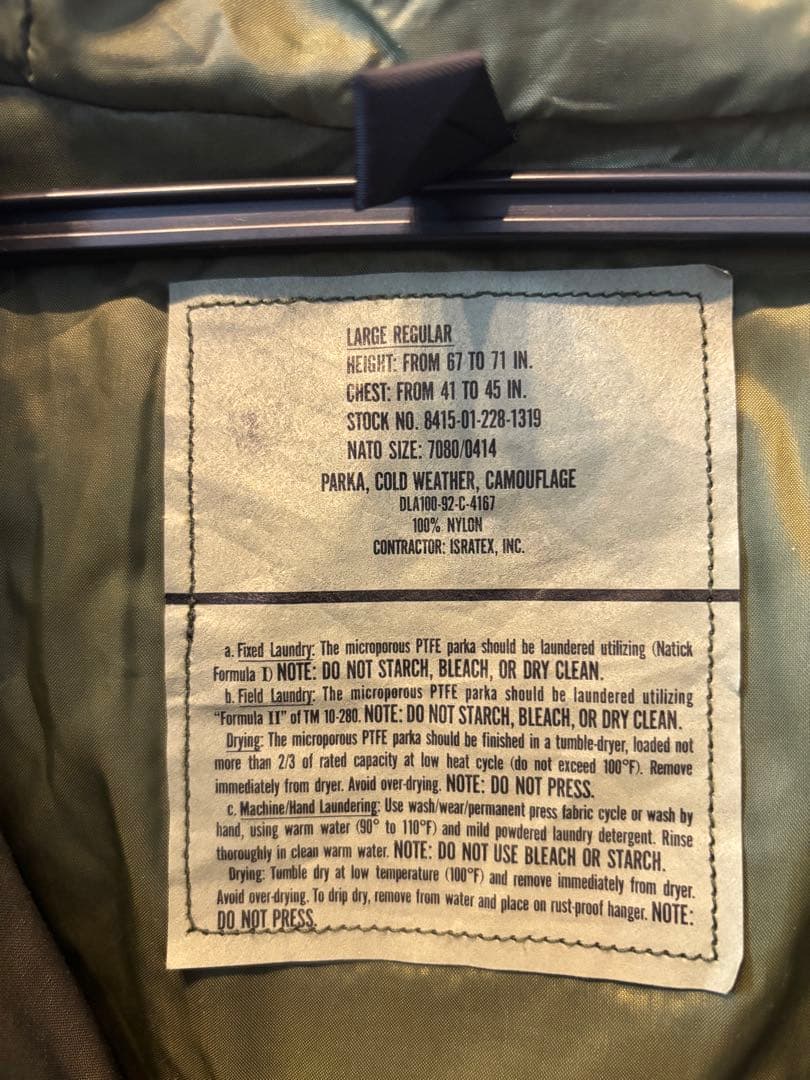 LARGE REGULAR
HEIGHT: FROM 67 TO 71 IN.
CHEST: FROM 41 TO 45 IN.
STOCK NO. 8415-01-228-1319
NATO SIZE: 7080/0414
PARKA, COLD WEATHER, CAMOUFLAGE
DLA100-92-C-4167
100% NYLON
CONTRACTOR: ISRATEX, INC.
a. Fixed Laundry: The microporous PTFE parka should be laundered utilizing (Natick
Formula I) NOTE: DO NOT STARCH, BLEACH, OR DRY CLEAN.
b. Field Laundry: The microporous PTFE parka should be laundered utilizing
"Formula II" of TM 10-280. NOTE: DO NOT STARCH, BLEACH, OR DRY CLEAN.
Drying: The microporous PTFE parka should be finished in a tumble-dryer, loaded not
more than 2/3 of rated capacity at low heat cycle (do not exceed 100°F). Remove
immediately from dryer. Avoid over-drying. NOTE: DO NOT PRESS.
c. Machine/Hand Laundering: Use wash/wear/permanent press fabric cycle or wash by
hand, using warm water (90° to 110°F) and mild powdered laundry detergent. Rinse
thoroughly in clean warm water. NOTE: DO NOT USE BLEACH OR STARCH.
Drying: Tumble dry at low temperature (100°F) and remove immediately from dryer.
Avoid over-drying. To drip dry, remove from water and place on rust-proof hanger. NOTE:
DO NOT PRESS.